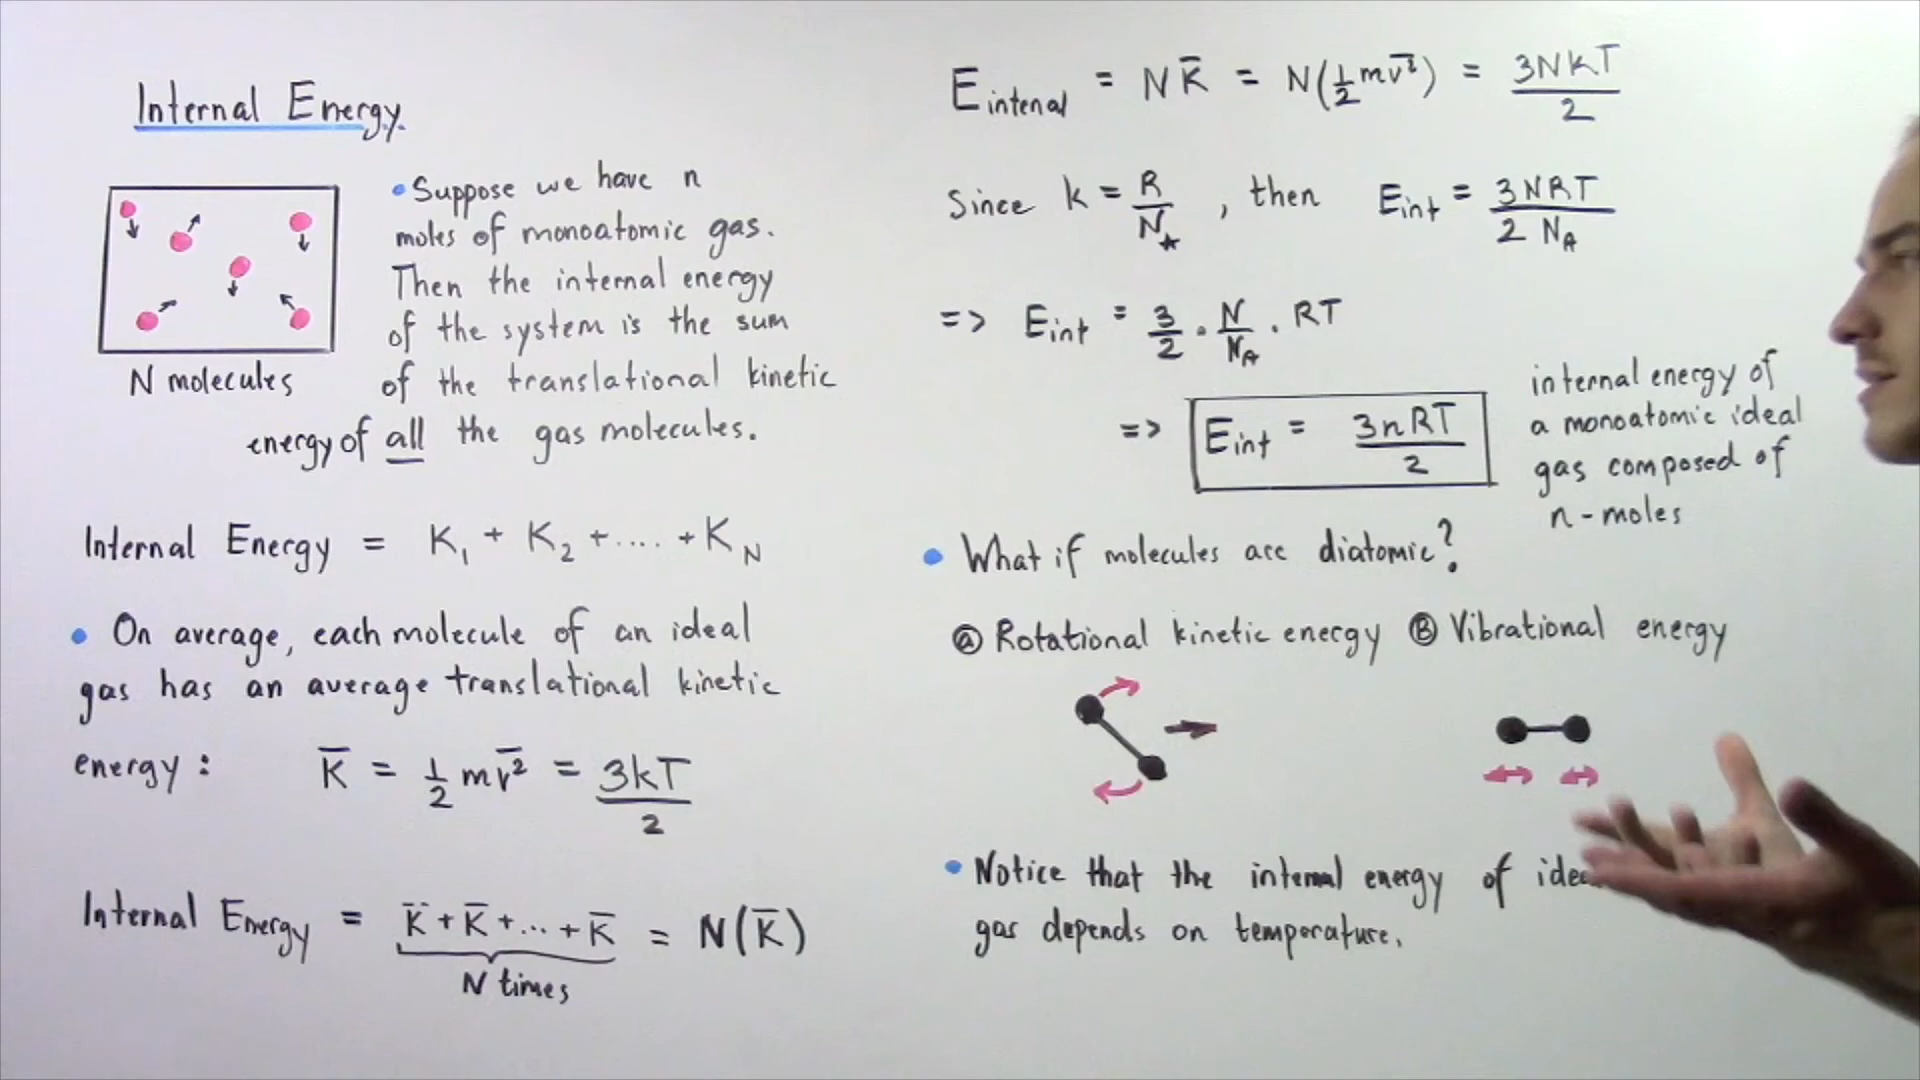 Internal Energy
• Suppose we have n
moles of monoatomic gas.
Then the internal energy
of the system is the sum
N molecules
of the translational kinetic
energy of all the gas molecules.
Internal Energy = K₁ + K₂ + .... + K_N
• On average, each molecule of an ideal
gas has an average translational kinetic
energy: K̅ = 1/2 mv̅² = 3kT/2
Internal Energy = K̅ + K̅ + ... + K̅ = N(K̅)
N times
E intenal = NK̅ = N(1/2 mv̅²) = 3NkT/2
Since k = R/N⋆, then Eint = 3NRT/2 N_A
=> Eint = 3/2 · N/N_A · RT
=> Eint = 3nRT/2
internal energy of
a monoatomic ideal
gas composed of
n-moles
• What if molecules are diatomic?
Ⓐ Rotational kinetic energy Ⓑ Vibrational energy
• Notice that the internal energy of
gas depends on temperature.